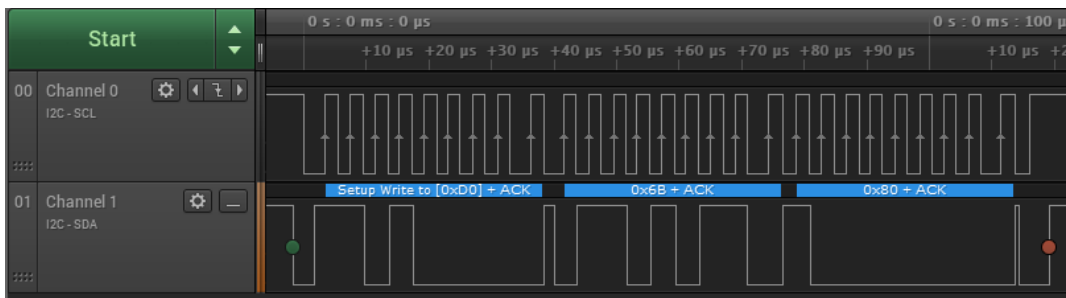 Start
0 s : 0 ms : 0 µs
0 s : 0 ms : 100
+10 µs +20 µs +30 µs +40 µs +50 µs +60 µs +70 µs +80 µs +90 µs +10 µs
00 Channel 0
I2C - SCL
Setup Write to [0xD0] + ACK 0x6B + ACK 0x80 + ACK
01 Channel 1
I2C - SDA